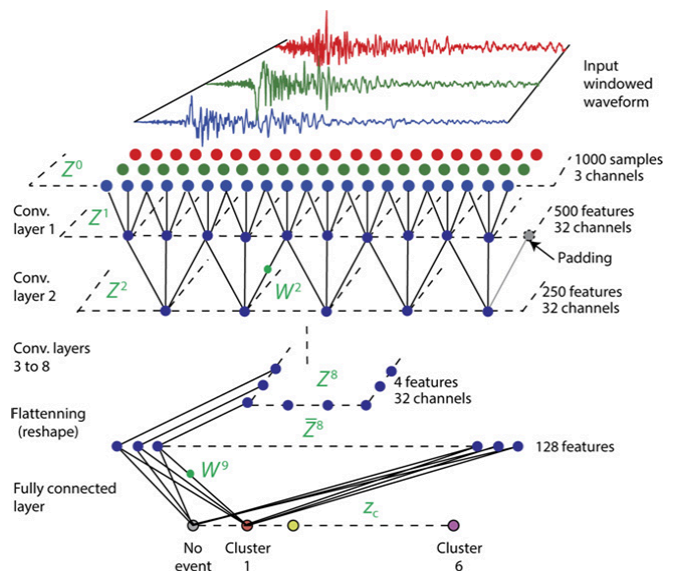 Input
windowed
waveform
Z⁰
1000 samples
3 channels
Conv.
layer 1
Z¹
500 features
32 channels
Padding
Conv.
layer 2
Z²
W²
250 features
32 channels
Conv. layers
3 to 8
Z⁸
4 features
32 channels
Flattenning
(reshape)
Z̅⁸
128 features
W⁹
Fully connected
layer
z_c
No
event
Cluster
1
Cluster
6